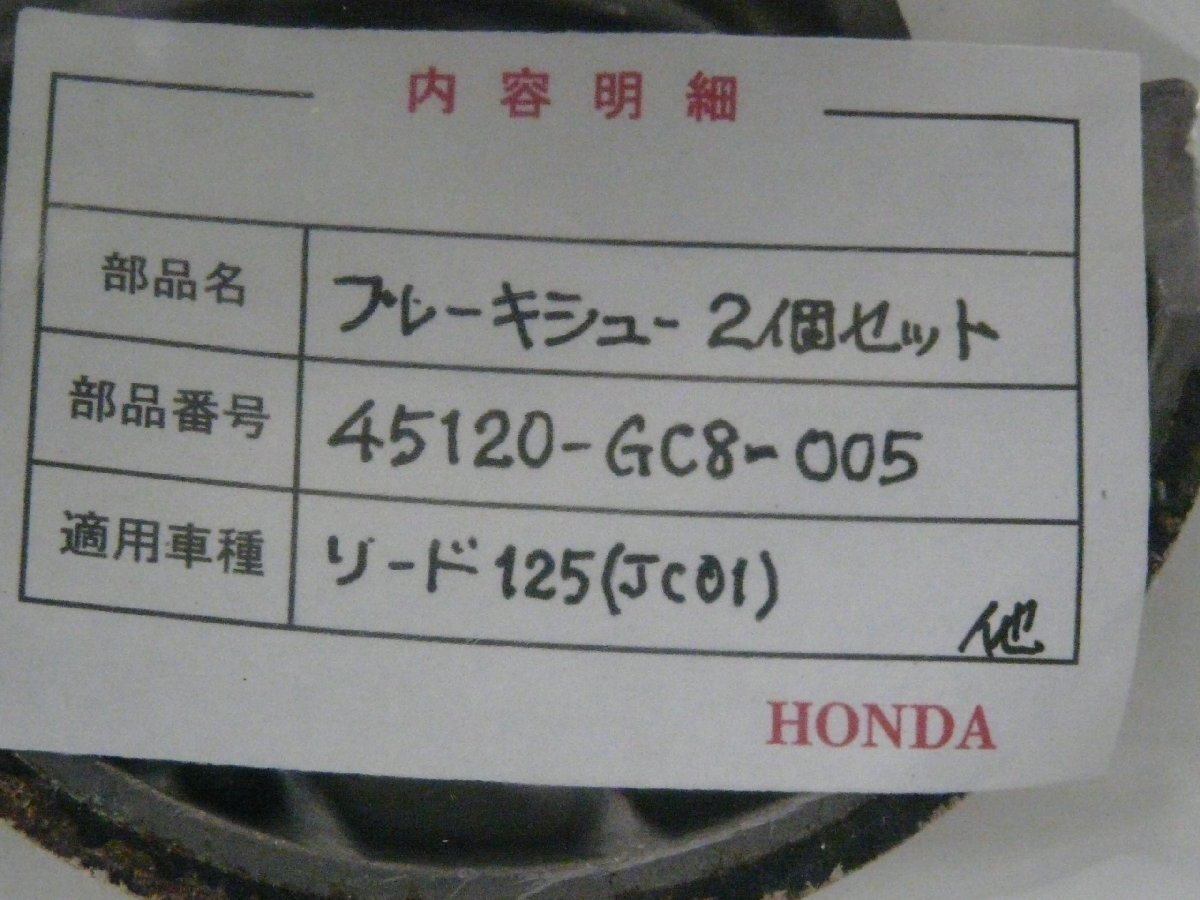 内容明細
部品名 ブレーキシュー 2個セット
部品番号 45120-GC8-005
適用車種 リード125(JC01) 他
HONDA